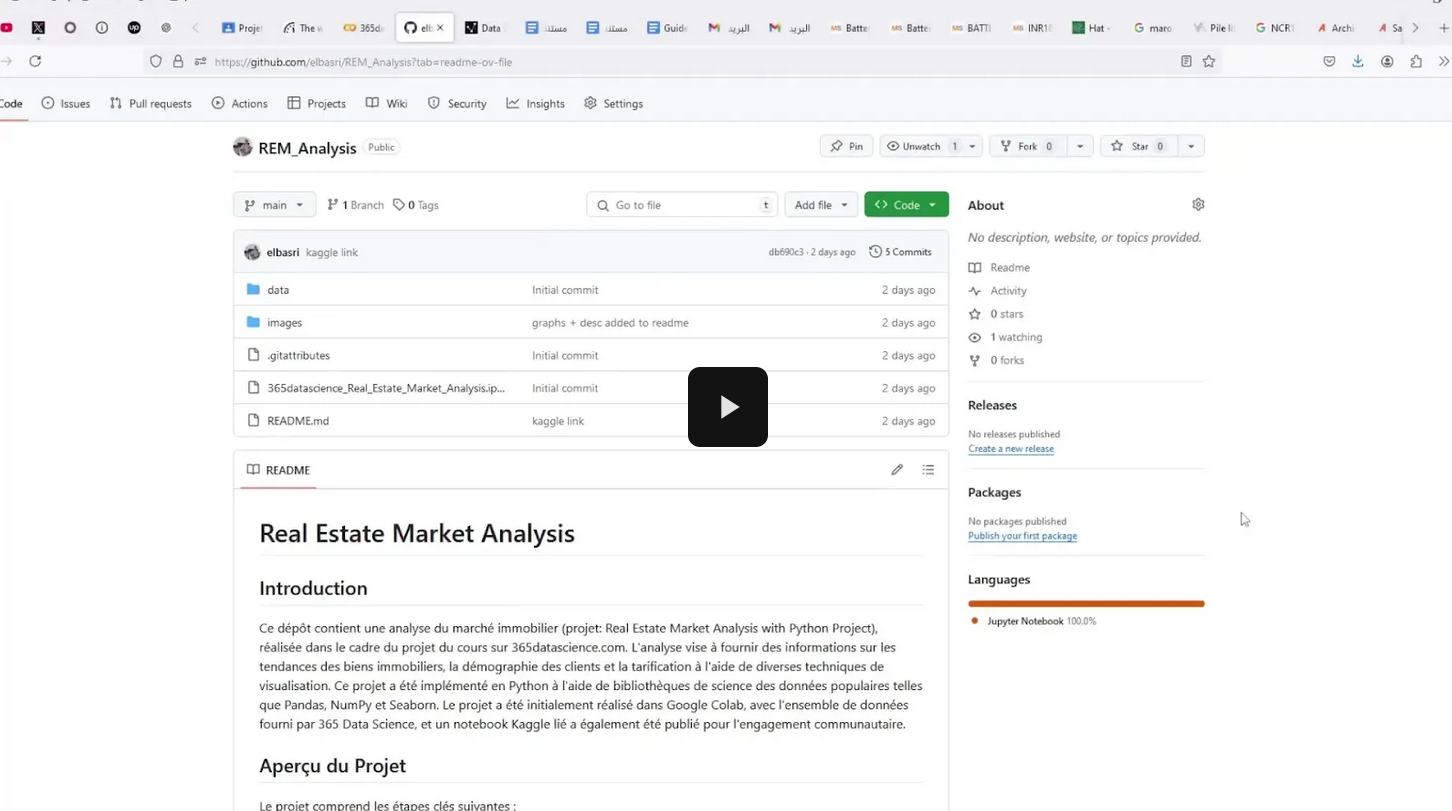 Projet
The w
365da
elb
Data
مستند
مستند
Guide
البريد
البريد
Batte
Batte
BATTI
INR1
Hat -
maro
Pile li
NCR1
Archi
Sa
https://github.com/elbasri/REM_Analysis?tab=readme-ov-file
Code Issues Pull requests Actions Projects Wiki Security Insights Settings
REM_Analysis Public
Pin Unwatch 1 Fork 0 Star 0
main 1 Branch 0 Tags Go to file t Add file Code
elbasri kaggle link db690c3 · 2 days ago 5 Commits
data Initial commit 2 days ago
images graphs + desc added to readme 2 days ago
.gitattributes Initial commit 2 days ago
365datascience_Real_Estate_Market_Analysis.ip... Initial commit 2 days ago
README.md kaggle link 2 days ago
README
Real Estate Market Analysis
Introduction
Ce dépôt contient une analyse du marché immobilier (projet: Real Estate Market Analysis with Python Project),
réalisée dans le cadre du projet du cours sur 365datascience.com. L'analyse vise à fournir des informations sur les
tendances des biens immobiliers, la démographie des clients et la tarification à l'aide de diverses techniques de
visualisation. Ce projet a été implémenté en Python à l'aide de bibliothèques de science des données populaires telles
que Pandas, NumPy et Seaborn. Le projet a été initialement réalisé dans Google Colab, avec l'ensemble de données
fourni par 365 Data Science, et un notebook Kaggle lié a également été publié pour l'engagement communautaire.
Aperçu du Projet
Le projet comprend les étapes clés suivantes :
About
No description, website, or topics provided.
Readme
Activity
0 stars
1 watching
0 forks
Releases
No releases published
Create a new release
Packages
No packages published
Publish your first package
Languages
Jupyter Notebook 100.0%